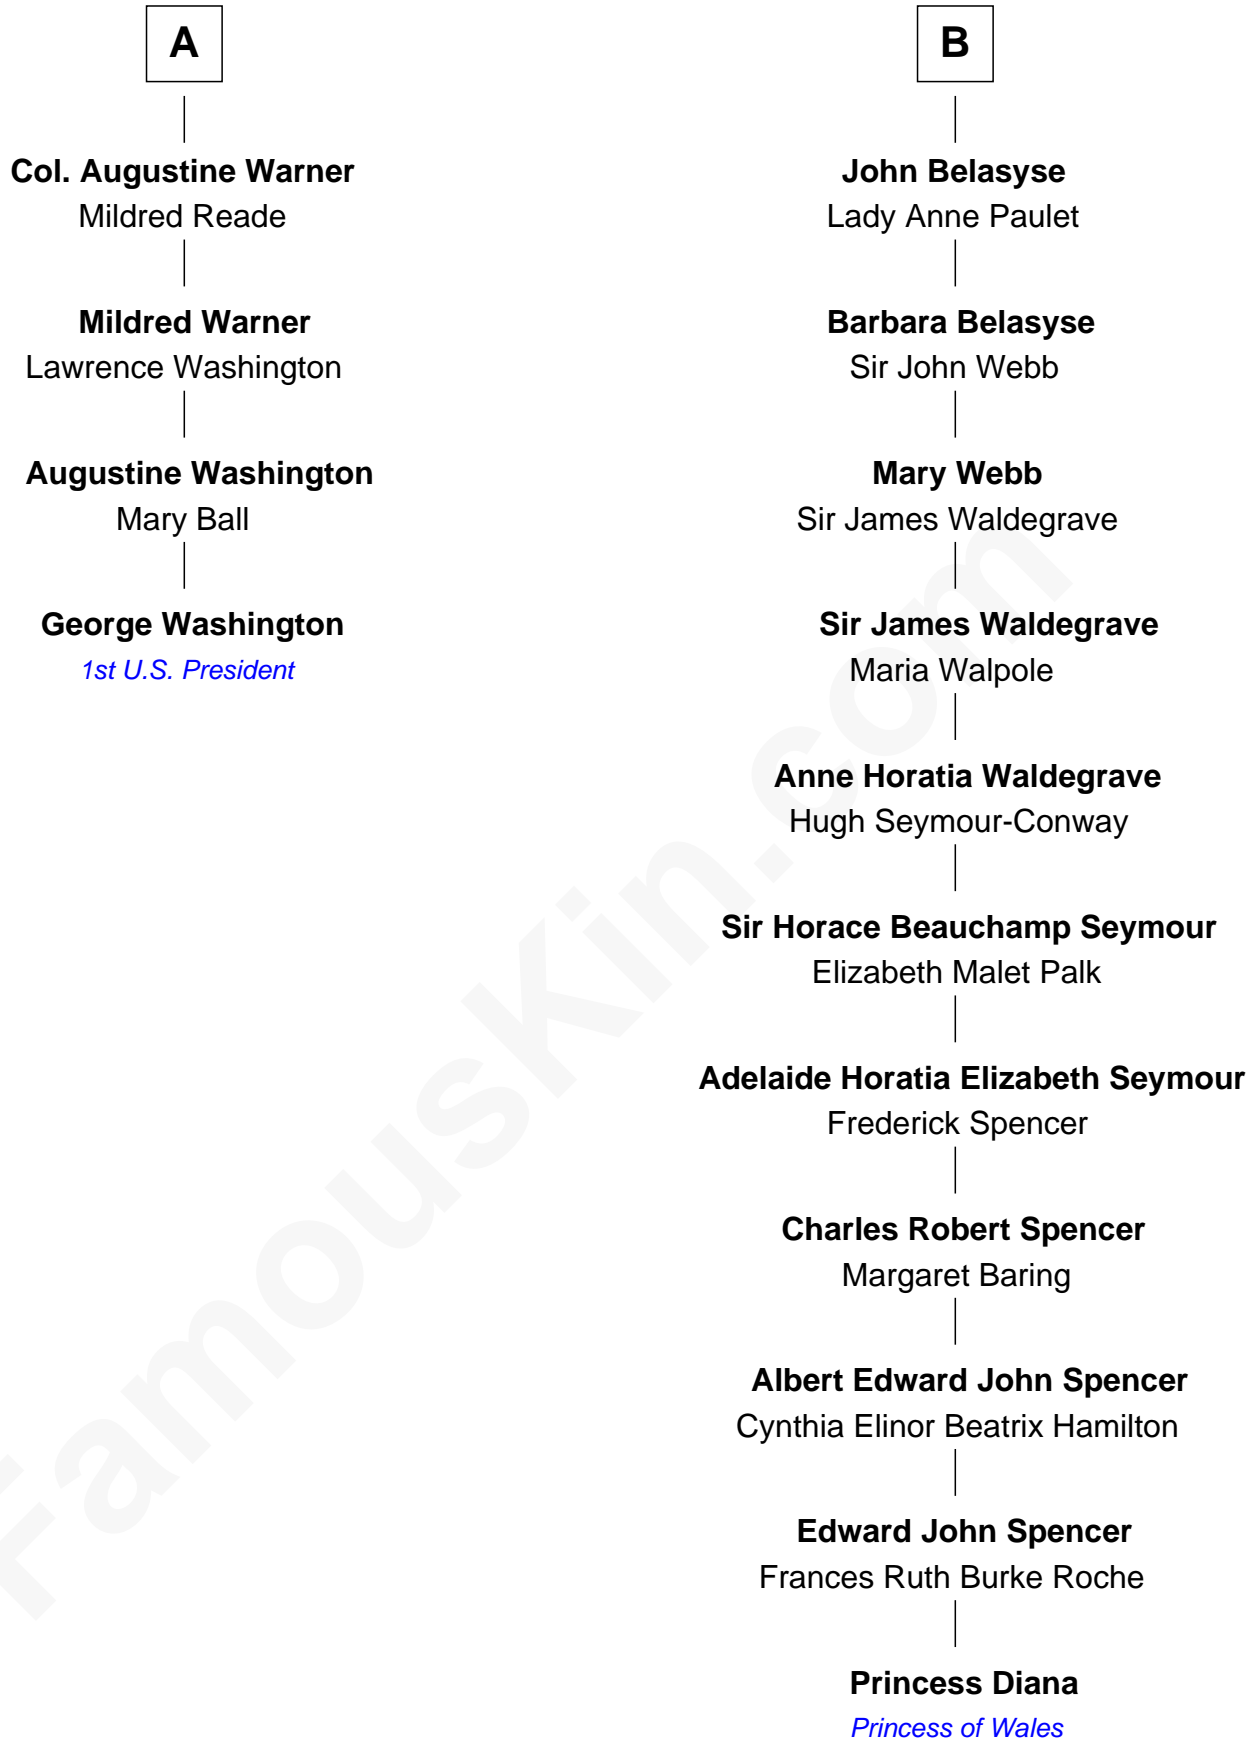 A
Col. Augustine Warner
Mildred Reade
Mildred Warner
Lawrence Washington
Augustine Washington
Mary Ball
George Washington
1st U.S. President
B
John Belasyse
Lady Anne Paulet
Barbara Belasyse
Sir John Webb
Mary Webb
Sir James Waldegrave
Sir James Waldegrave
Maria Walpole
Anne Horatia Waldegrave
Hugh Seymour-Conway
Sir Horace Beauchamp Seymour
Elizabeth Malet Palk
Adelaide Horatia Elizabeth Seymour
Frederick Spencer
Charles Robert Spencer
Margaret Baring
Albert Edward John Spencer
Cynthia Elinor Beatrix Hamilton
Edward John Spencer
Frances Ruth Burke Roche
Princess Diana
Princess of Wales
FamousKin.com